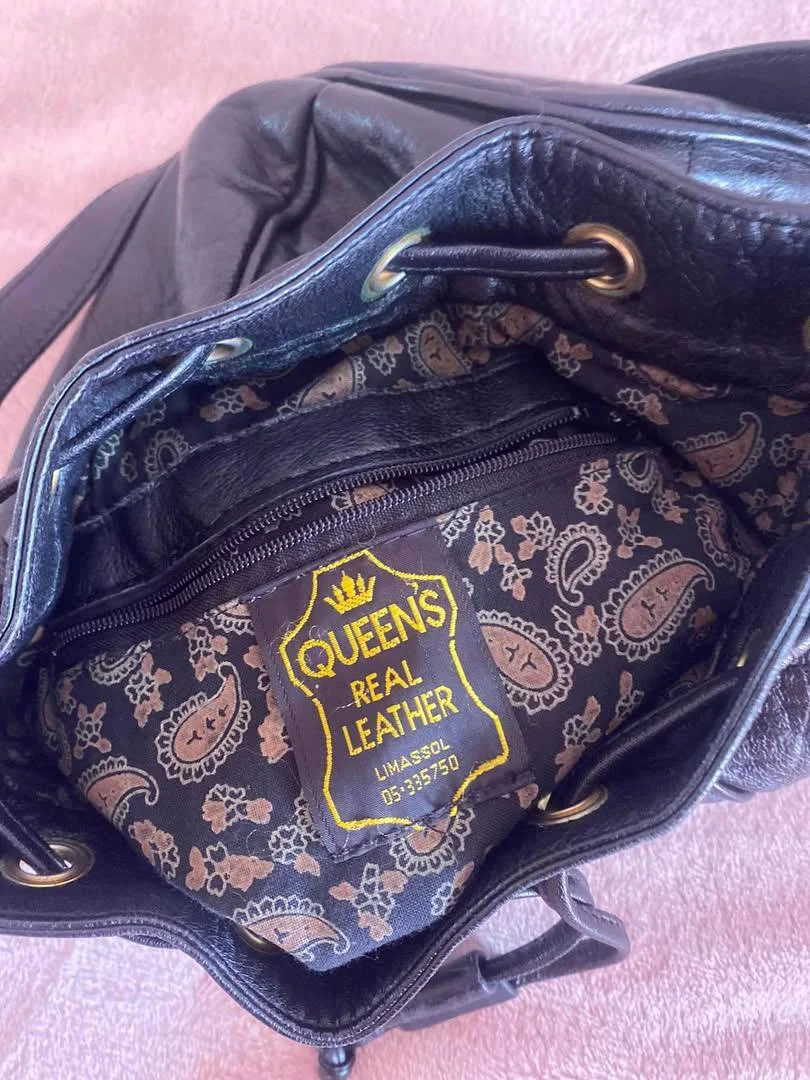 QUEEN'S
REAL
LEATHER
LIMASSOL
05·335750